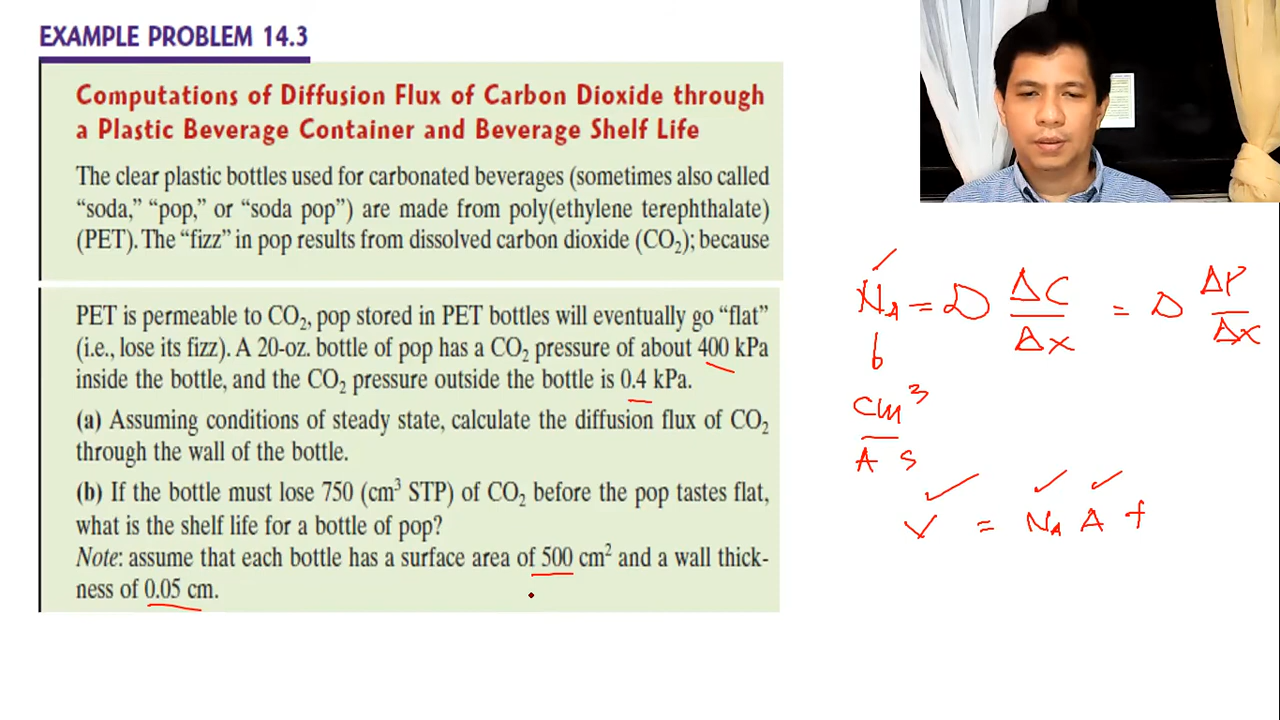 EXAMPLE PROBLEM 14.3
Computations of Diffusion Flux of Carbon Dioxide through
a Plastic Beverage Container and Beverage Shelf Life
The clear plastic bottles used for carbonated beverages (sometimes also called
“soda,” “pop,” or “soda pop”) are made from poly(ethylene terephthalate)
(PET). The “fizz” in pop results from dissolved carbon dioxide (CO₂); because
PET is permeable to CO₂, pop stored in PET bottles will eventually go “flat”
(i.e., lose its fizz). A 20-oz. bottle of pop has a CO₂ pressure of about 400 kPa
inside the bottle, and the CO₂ pressure outside the bottle is 0.4 kPa.
(a) Assuming conditions of steady state, calculate the diffusion flux of CO₂
through the wall of the bottle.
(b) If the bottle must lose 750 (cm³ STP) of CO₂ before the pop tastes flat,
what is the shelf life for a bottle of pop?
Note: assume that each bottle has a surface area of 500 cm² and a wall thick-
ness of 0.05 cm.
N_A = D ΔC/Δx = D ΔP/Δx
cm³
A s
V = N_A A t